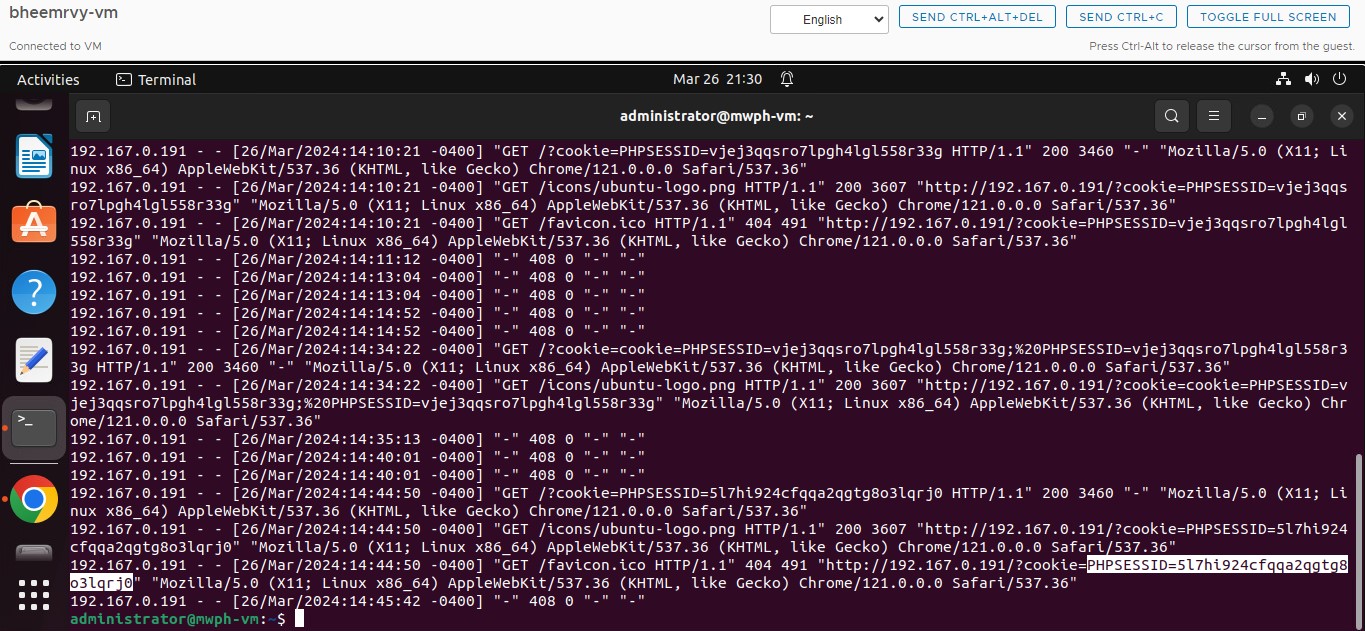 bheemrvy-vm
English
SEND CTRL+ALT+DEL
SEND CTRL+C
TOGGLE FULL SCREEN
Connected to VM
Press Ctrl-Alt to release the cursor from the guest.
Activities
Terminal
Mar 26 21:30
administrator@mwph-vm: ~
192.167.0.191 - - [26/Mar/2024:14:10:21 -0400] "GET /?cookie=PHPSESSID=vjej3qqsro7lpgh4lgl558r33g HTTP/1.1" 200 3460 "-" "Mozilla/5.0 (X11; Li
nux x86_64) AppleWebKit/537.36 (KHTML, like Gecko) Chrome/121.0.0.0 Safari/537.36"
192.167.0.191 - - [26/Mar/2024:14:10:21 -0400] "GET /icons/ubuntu-logo.png HTTP/1.1" 200 3607 "http://192.167.0.191/?cookie=PHPSESSID=vjej3qqs
ro7lpgh4lgl558r33g" "Mozilla/5.0 (X11; Linux x86_64) AppleWebKit/537.36 (KHTML, like Gecko) Chrome/121.0.0.0 Safari/537.36"
192.167.0.191 - - [26/Mar/2024:14:10:21 -0400] "GET /favicon.ico HTTP/1.1" 404 491 "http://192.167.0.191/?cookie=PHPSESSID=vjej3qqsro7lpgh4lgl
558r33g" "Mozilla/5.0 (X11; Linux x86_64) AppleWebKit/537.36 (KHTML, like Gecko) Chrome/121.0.0.0 Safari/537.36"
192.167.0.191 - - [26/Mar/2024:14:11:12 -0400] "-" 408 0 "-" "-"
192.167.0.191 - - [26/Mar/2024:14:13:04 -0400] "-" 408 0 "-" "-"
192.167.0.191 - - [26/Mar/2024:14:13:04 -0400] "-" 408 0 "-" "-"
192.167.0.191 - - [26/Mar/2024:14:14:52 -0400] "-" 408 0 "-" "-"
192.167.0.191 - - [26/Mar/2024:14:14:52 -0400] "-" 408 0 "-" "-"
192.167.0.191 - - [26/Mar/2024:14:34:22 -0400] "GET /?cookie=cookie=PHPSESSID=vjej3qqsro7lpgh4lgl558r33g;%20PHPSESSID=vjej3qqsro7lpgh4lgl558r3
3g HTTP/1.1" 200 3460 "-" "Mozilla/5.0 (X11; Linux x86_64) AppleWebKit/537.36 (KHTML, like Gecko) Chrome/121.0.0.0 Safari/537.36"
192.167.0.191 - - [26/Mar/2024:14:34:22 -0400] "GET /icons/ubuntu-logo.png HTTP/1.1" 200 3607 "http://192.167.0.191/?cookie=cookie=PHPSESSID=v
jej3qqsro7lpgh4lgl558r33g;%20PHPSESSID=vjej3qqsro7lpgh4lgl558r33g" "Mozilla/5.0 (X11; Linux x86_64) AppleWebKit/537.36 (KHTML, like Gecko) Chr
ome/121.0.0.0 Safari/537.36"
192.167.0.191 - - [26/Mar/2024:14:35:13 -0400] "-" 408 0 "-" "-"
192.167.0.191 - - [26/Mar/2024:14:40:01 -0400] "-" 408 0 "-" "-"
192.167.0.191 - - [26/Mar/2024:14:40:01 -0400] "-" 408 0 "-" "-"
192.167.0.191 - - [26/Mar/2024:14:44:50 -0400] "GET /?cookie=PHPSESSID=5l7hi924cfqqa2qgtg8o3lqrj0 HTTP/1.1" 200 3460 "-" "Mozilla/5.0 (X11; Li
nux x86_64) AppleWebKit/537.36 (KHTML, like Gecko) Chrome/121.0.0.0 Safari/537.36"
192.167.0.191 - - [26/Mar/2024:14:44:50 -0400] "GET /icons/ubuntu-logo.png HTTP/1.1" 200 3607 "http://192.167.0.191/?cookie=PHPSESSID=5l7hi924
cfqqa2qgtg8o3lqrj0" "Mozilla/5.0 (X11; Linux x86_64) AppleWebKit/537.36 (KHTML, like Gecko) Chrome/121.0.0.0 Safari/537.36"
192.167.0.191 - - [26/Mar/2024:14:44:50 -0400] "GET /favicon.ico HTTP/1.1" 404 491 "http://192.167.0.191/?cookie=PHPSESSID=5l7hi924cfqqa2qgtg8
o3lqrj0" "Mozilla/5.0 (X11; Linux x86_64) AppleWebKit/537.36 (KHTML, like Gecko) Chrome/121.0.0.0 Safari/537.36"
192.167.0.191 - - [26/Mar/2024:14:45:42 -0400] "-" 408 0 "-" "-"
administrator@mwph-vm:~$